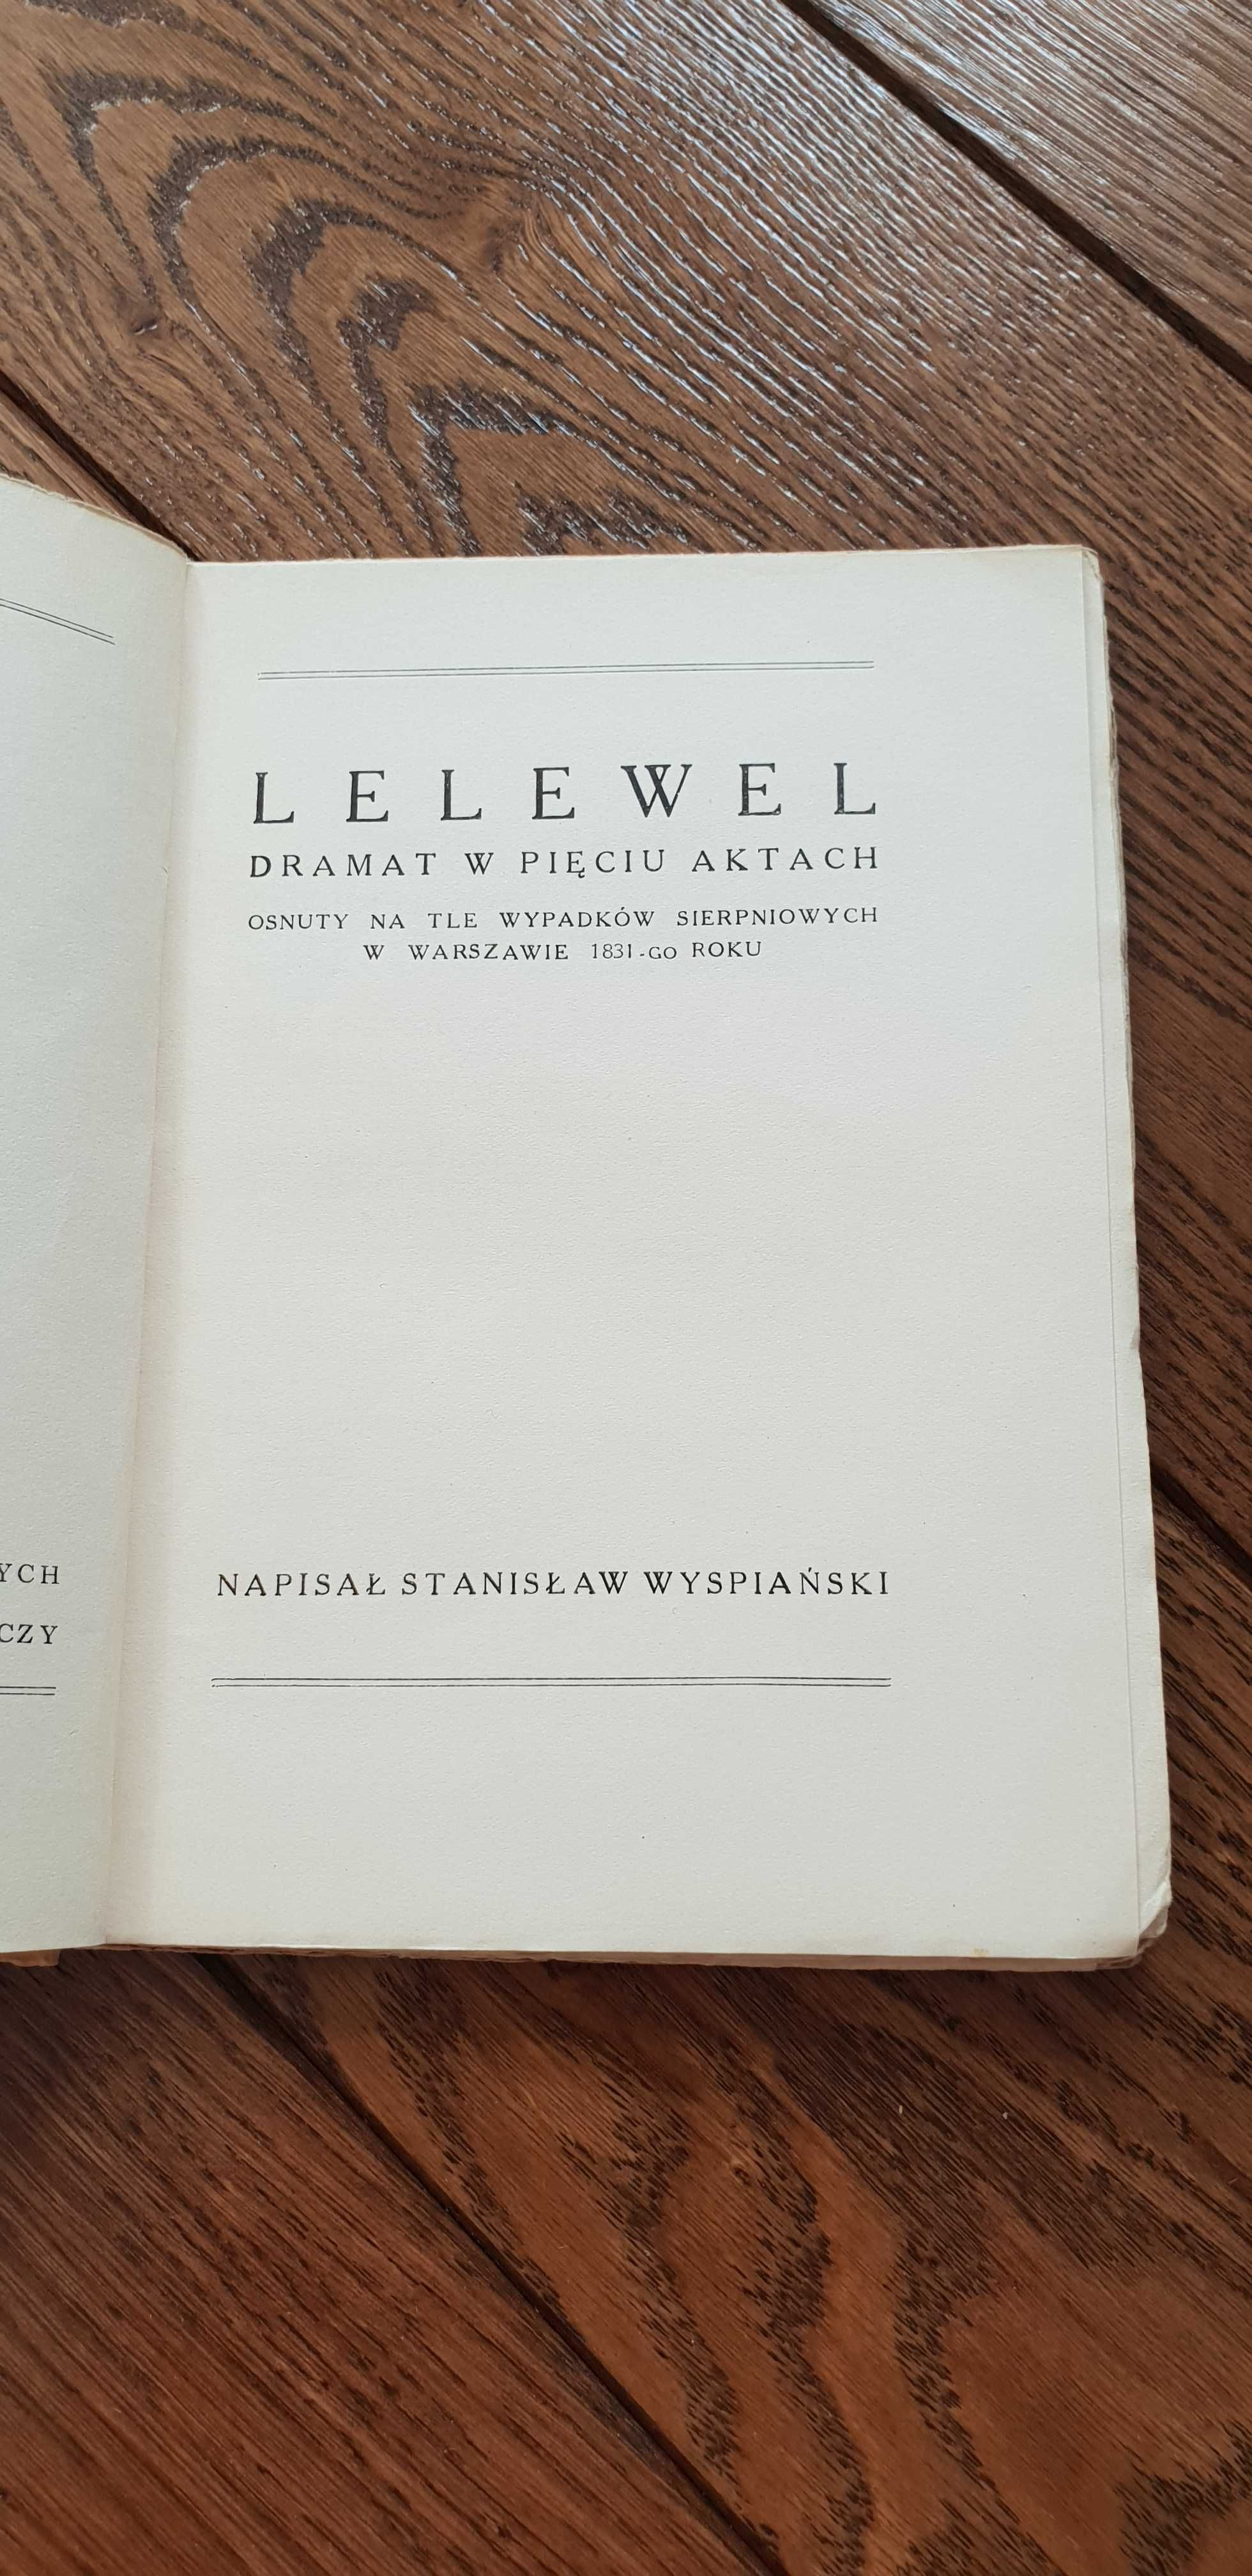 LELEWEL
DRAMAT W PIĘCIU AKTACH
OSNUTY NA TLE WYPADKÓW SIERPNIOWYCH
W WARSZAWIE 1831-GO ROKU
NAPISAŁ STANISŁAW WYSPIAŃSKI